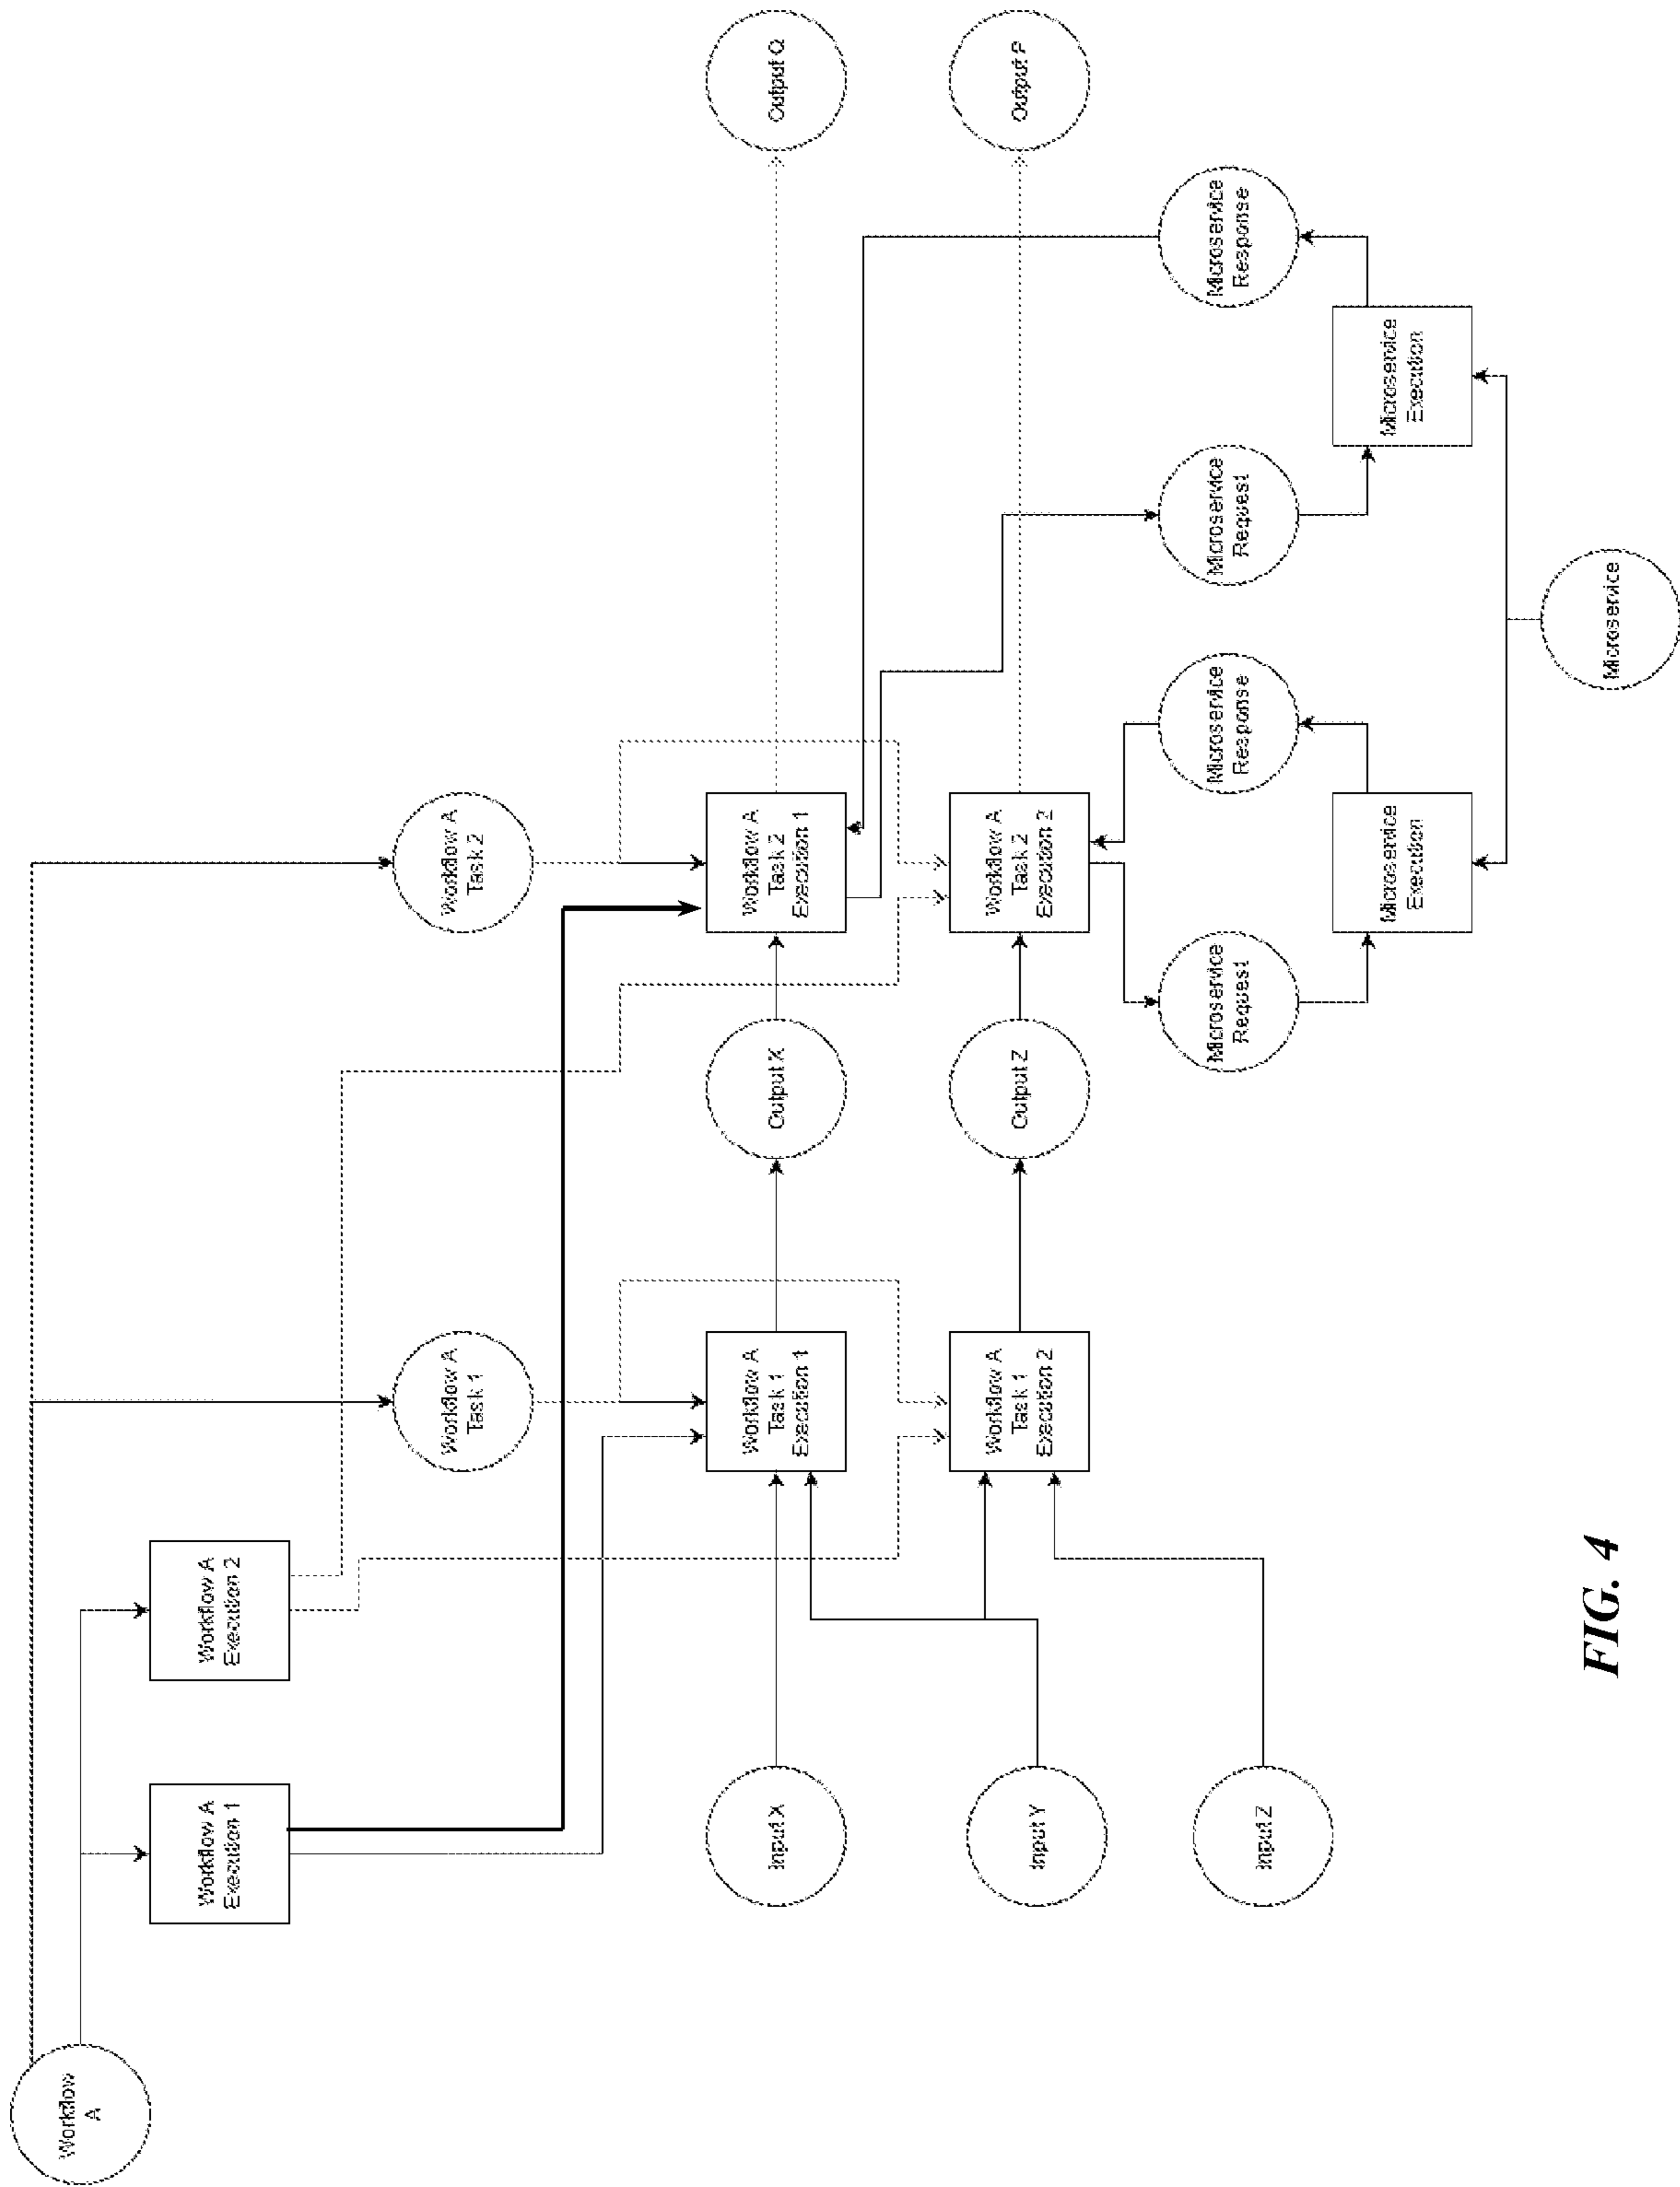 Workflow
A
Workflow A
Execution 1
Workflow A
Execution 2
Workflow A
Task 1
Workflow A
Task 2
Input X
Workflow A
Task 1
Execution 1
Output X
Workflow A
Task 2
Execution 1
Output Q
Input Y
Workflow A
Task 1
Execution 2
Output Z
Workflow A
Task 2
Execution 2
Output P
Input Z
Microservice
Request
Microservice
Response
Microservice
Request
Microservice
Response
Microservice
Execution
Microservice
Execution
Microservice
FIG. 4